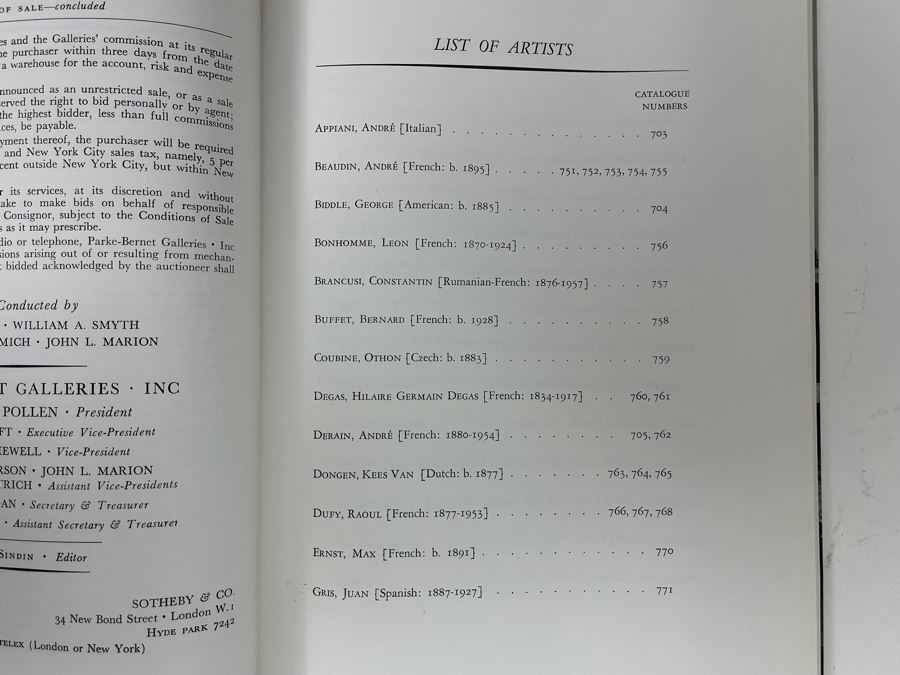 OF SALE—concluded
es and the Galleries' commission at its regular
e purchaser within three days from the date
a warehouse for the account, risk and expense
nnounced as an unrestricted sale, or as a sale
erved the right to bid personally or by agent;
the highest bidder, less than full commissions
ces, be payable.
yment thereof, the purchaser will be required
and New York City sales tax, namely, 5 per
cent outside New York City, but within New
r its services, at its discretion and without
ake to make bids on behalf of responsible
Consignor, subject to the Conditions of Sale
s as it may prescribe.
dio or telephone, Parke-Bernet Galleries · Inc
sions arising out of or resulting from mechan-
t bidded acknowledged by the auctioneer shall
Conducted by
· WILLIAM A. SMYTH
MICH · JOHN L. MARION
T GALLERIES · INC
POLLEN · President
FT · Executive Vice-President
EWELL · Vice-President
RSON · JOHN L. MARION
TRICH · Assistant Vice-Presidents
AN · Secretary & Treasurer
· Assistant Secretary & Treasurer
SINDIN · Editor
SOTHEBY & CO.
34 New Bond Street · London W.1
HYDE PARK 7242
TELEX (London or New York)
LIST OF ARTISTS
CATALOGUE
NUMBERS
APPIANI, ANDRÉ [Italian] . . . . . . . . . . . . . 703
BEAUDIN, ANDRÉ [French: b. 1895] . . . . . 751, 752, 753, 754, 755
BIDDLE, GEORGE [American: b. 1885] . . . . . . . . . 704
BONHOMME, LEON [French: 1870-1924] . . . . . . . . . 756
BRANCUSI, CONSTANTIN [Rumanian-French: 1876-1957] . . . . 757
BUFFET, BERNARD [French: b. 1928] . . . . . . . . . . 758
COUBINE, OTHON [Czech: b. 1883] . . . . . . . . . . . 759
DEGAS, HILAIRE GERMAIN DEGAS [French: 1834-1917] . . 760, 761
DERAIN, ANDRÉ [French: 1880-1954] . . . . . . . . 705, 762
DONGEN, KEES VAN [Dutch: b. 1877] . . . . . . . 763, 764, 765
DUFY, RAOUL [French: 1877-1953] . . . . . . . . 766, 767, 768
ERNST, MAX [French: b. 1891] . . . . . . . . . . . . 770
GRIS, JUAN [Spanish: 1887-1927] . . . . . . . . . . . . 771